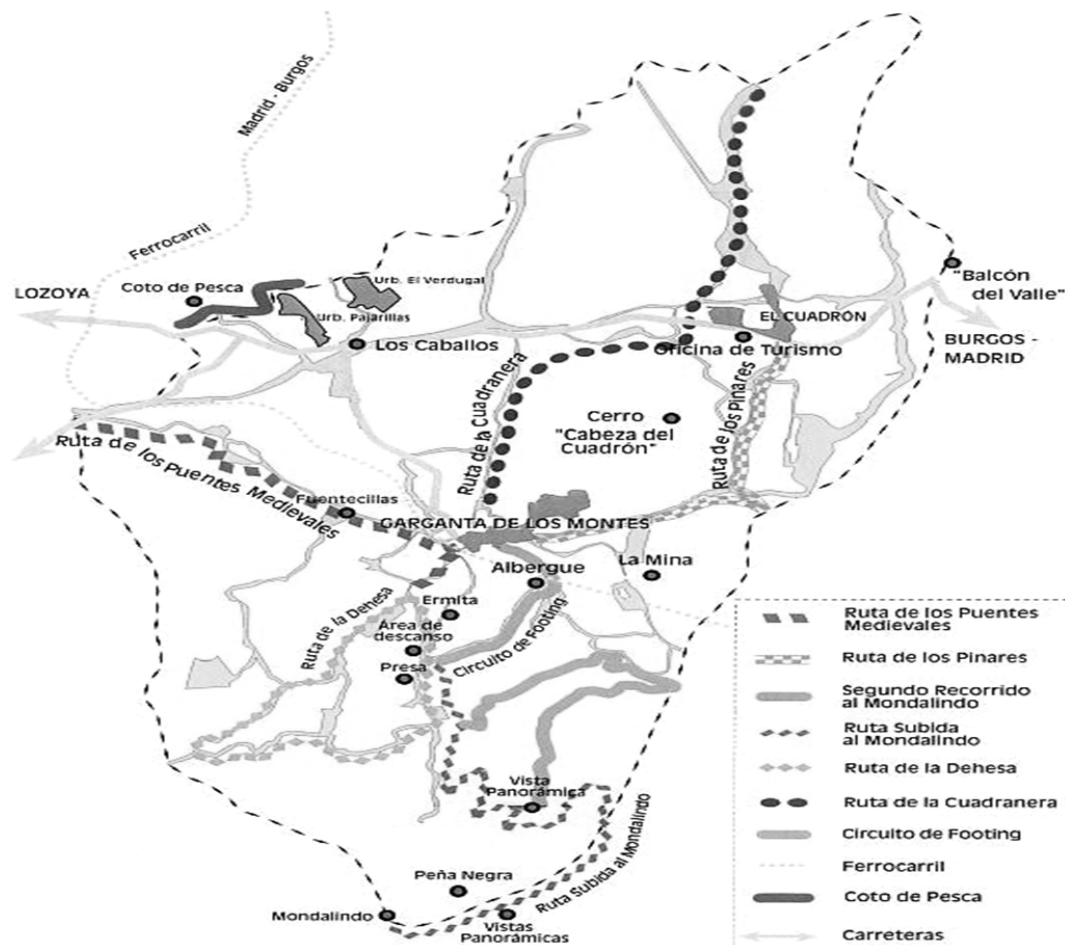 Madrid - Burgos
Ferrocarril
LOZOYA
Coto de Pesca
Urb. El Verdugal
Urb. Pajarillas
Los Caballos
EL CUADRÓN
Oficina de Turismo
"Balcón
del Valle"
BURGOS -
MADRID
Ruta de la Cuadranera
Cerro
"Cabeza del
Cuadrón"
Ruta de los Pinares
Ruta de los Puentes Medievales
Fuentecillas
GARGANTA DE LOS MONTES
Albergue
La Mina
Ermita
Ruta de la Dehesa
Área de
descanso
Presa
Circuito de Footing
Vista
Panorámica
Ruta Subida al Mondalindo
Peña Negra
Mondalindo
Vistas
Panorámicas
Ruta de los Puentes
Medievales
Ruta de los Pinares
Segundo Recorrido
al Mondalindo
Ruta Subida
al Mondalindo
Ruta de la Dehesa
Ruta de la Cuadranera
Circuito de Footing
Ferrocarril
Coto de Pesca
Carreteras